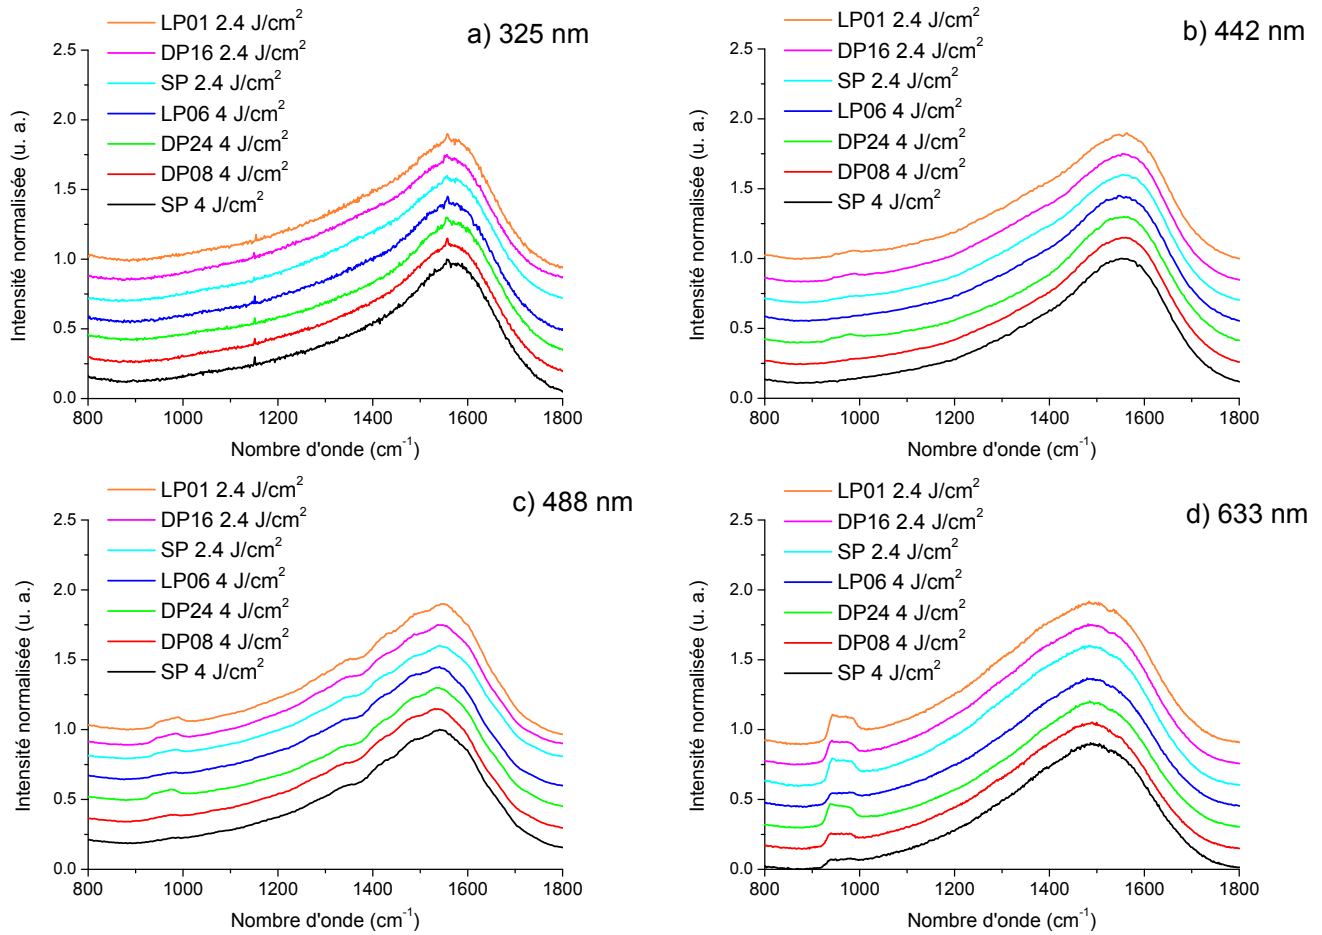 a) 325 nm
LP01 2.4 J/cm²
DP16 2.4 J/cm²
SP 2.4 J/cm²
LP06 4 J/cm²
DP24 4 J/cm²
DP08 4 J/cm²
SP 4 J/cm²
Intensité normalisée (u. a.)
2.5
2.0
1.5
1.0
0.5
0.0
800 1000 1200 1400 1600 1800
Nombre d'onde (cm⁻¹)
b) 442 nm
LP01 2.4 J/cm²
DP16 2.4 J/cm²
SP 2.4 J/cm²
LP06 4 J/cm²
DP24 4 J/cm²
DP08 4 J/cm²
SP 4 J/cm²
Intensité normalisée (u. a.)
2.5
2.0
1.5
1.0
0.5
0.0
800 1000 1200 1400 1600 1800
Nombre d'onde (cm⁻¹)
c) 488 nm
LP01 2.4 J/cm²
DP16 2.4 J/cm²
SP 2.4 J/cm²
LP06 4 J/cm²
DP24 4 J/cm²
DP08 4 J/cm²
SP 4 J/cm²
Intensité normalisée (u. a.)
2.5
2.0
1.5
1.0
0.5
0.0
800 1000 1200 1400 1600 1800
Nombre d'onde (cm⁻¹)
d) 633 nm
LP01 2.4 J/cm²
DP16 2.4 J/cm²
SP 2.4 J/cm²
LP06 4 J/cm²
DP24 4 J/cm²
DP08 4 J/cm²
SP 4 J/cm²
Intensité normalisée (u. a.)
2.5
2.0
1.5
1.0
0.5
0.0
800 1000 1200 1400 1600 1800
Nombre d'onde (cm⁻¹)